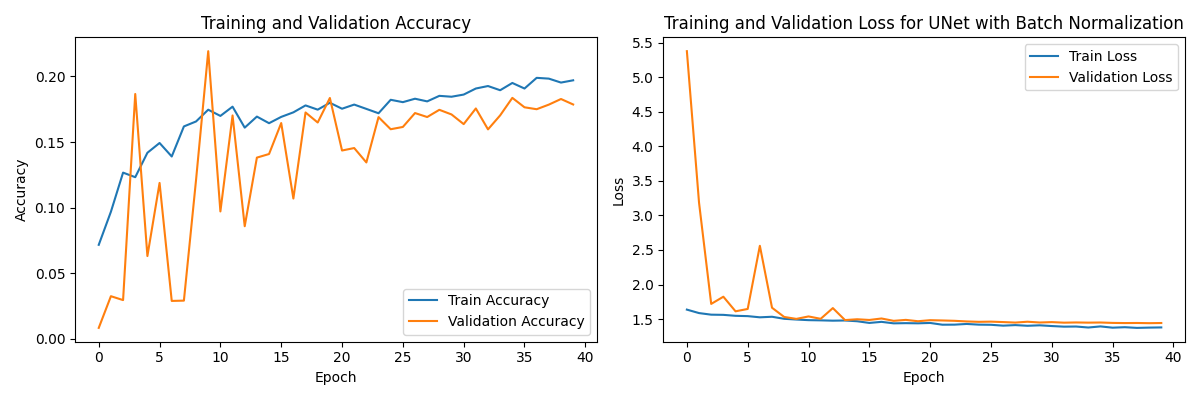 Training and Validation Accuracy
Accuracy
0.20
0.15
0.10
0.05
0.00
Train Accuracy
Validation Accuracy
0 5 10 15 20 25 30 35 40
Epoch
Training and Validation Loss for UNet with Batch Normalization
Loss
5.5
5.0
4.5
4.0
3.5
3.0
2.5
2.0
1.5
Train Loss
Validation Loss
0 5 10 15 20 25 30 35 40
Epoch